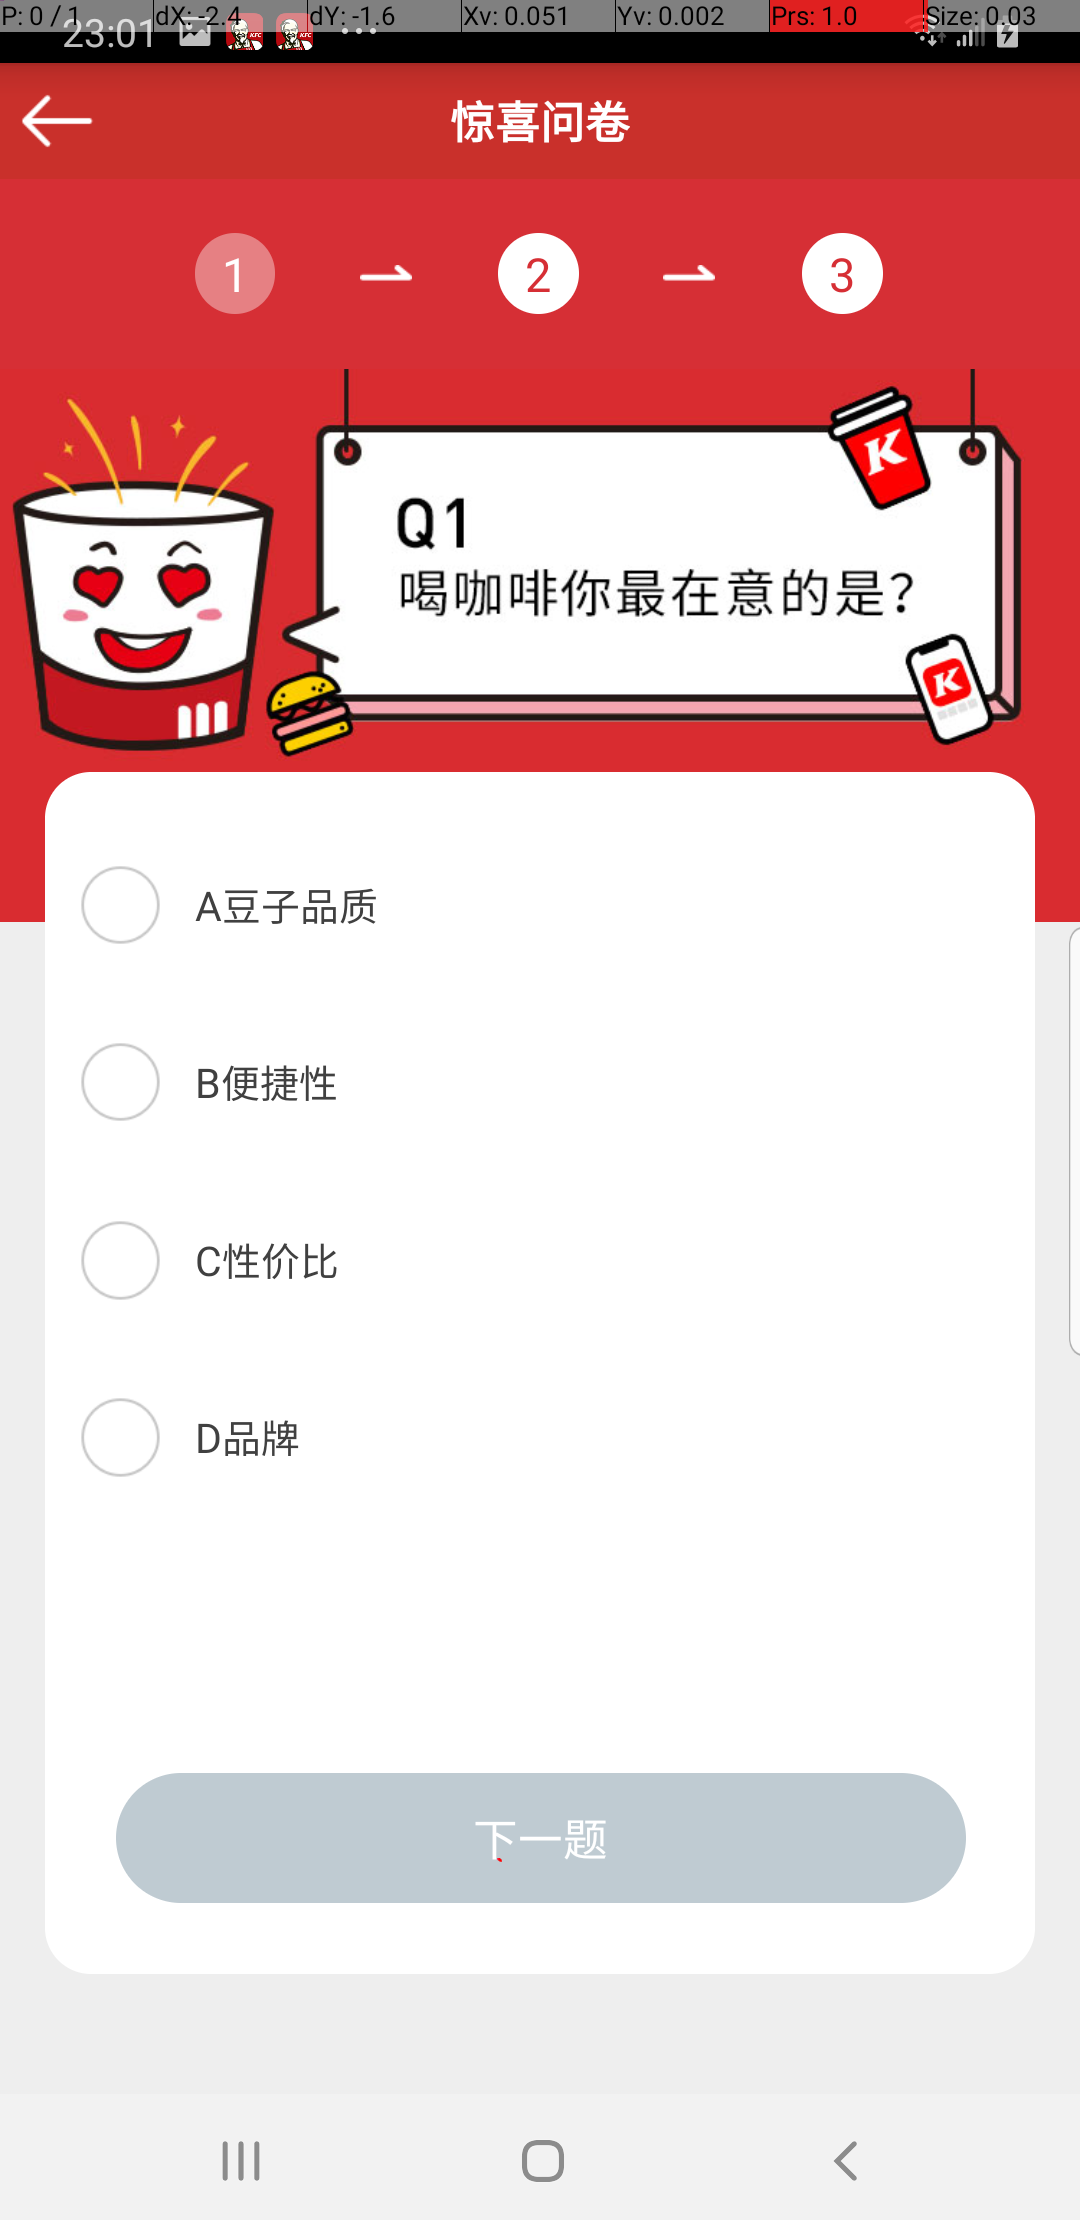 P: 0 / 1 dX: -2.4 dY: -1.6 Xv: 0.051 Yv: 0.002 Prs: 1.0 Size: 0.03
23:01 KFC KFC
惊喜问卷
1 2 3
K
Q1
喝咖啡你最在意的是？
K
A豆子品质
B便捷性
C性价比
D品牌
下一题